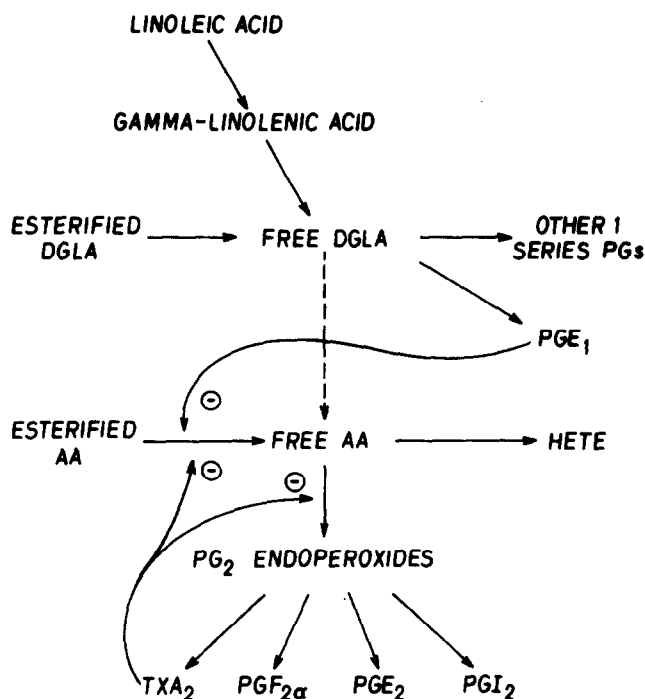 LINOLEIC ACID
GAMMA-LINOLENIC ACID
ESTERIFIED
DGLA
FREE DGLA
OTHER 1
SERIES PGs
PGE₁
⊖
ESTERIFIED
AA
FREE AA
HETE
⊖
⊖
PG₂ ENDOPEROXIDES
TXA₂
PGF₂α
PGE₂
PGI₂